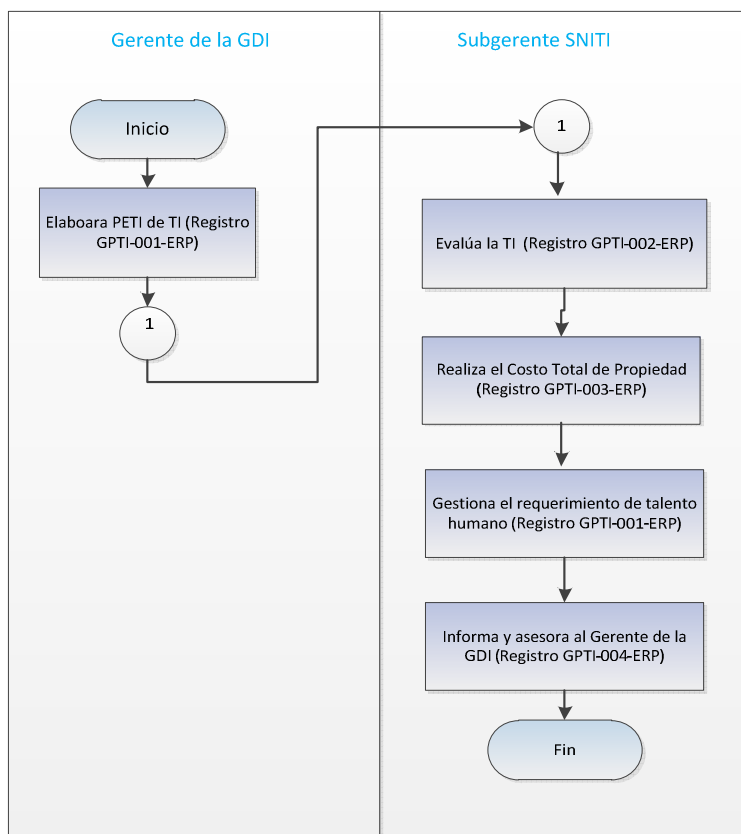 Gerente de la GDI
Inicio
Elaboara PETI de TI (Registro
GPTI-001-ERP)
1
Subgerente SNITI
1
Evalúa la TI (Registro GPTI-002-ERP)
Realiza el Costo Total de Propiedad
(Registro GPTI-003-ERP)
Gestiona el requerimiento de talento
humano (Registro GPTI-001-ERP)
Informa y asesora al Gerente de la
GDI (Registro GPTI-004-ERP)
Fin